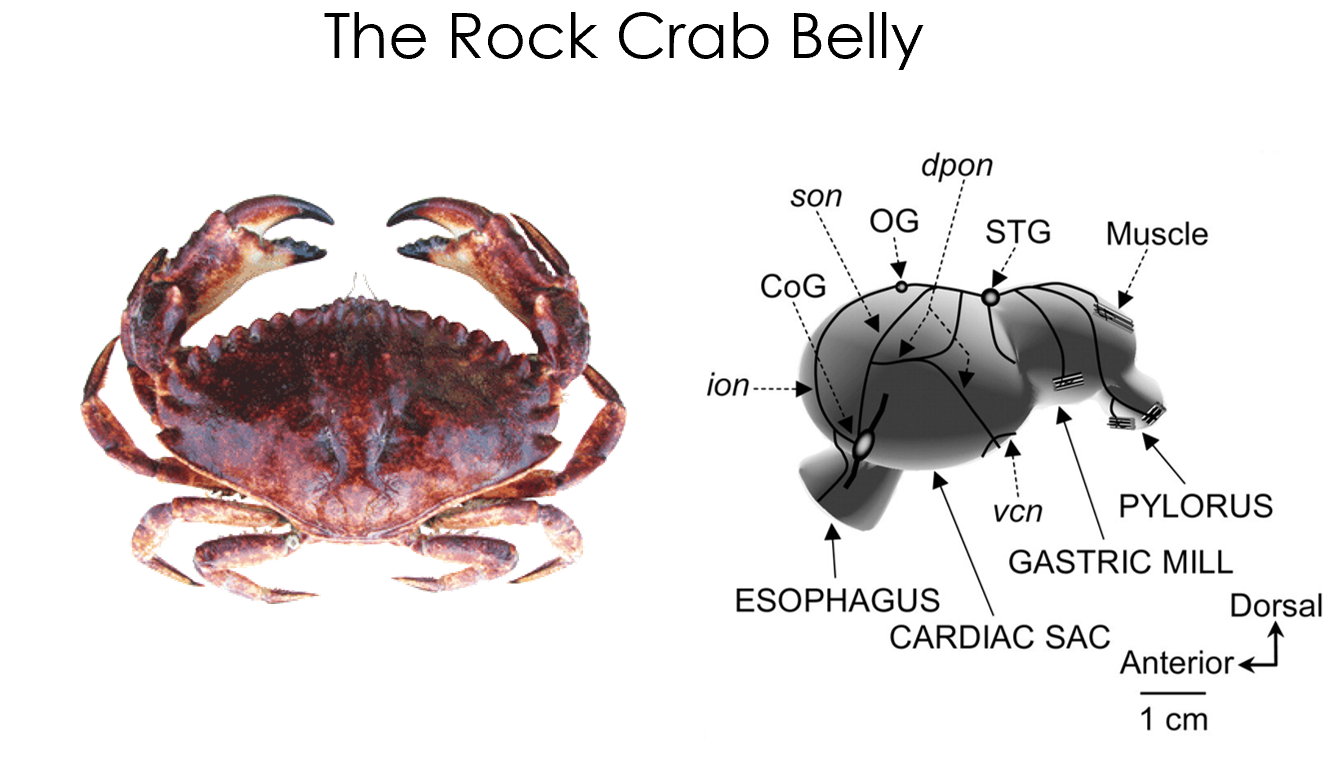 The Rock Crab Belly
dpon
son
OG
STG
Muscle
CoG
ion
vcn
PYLORUS
GASTRIC MILL
ESOPHAGUS
CARDIAC SAC
Dorsal
Anterior
1 cm